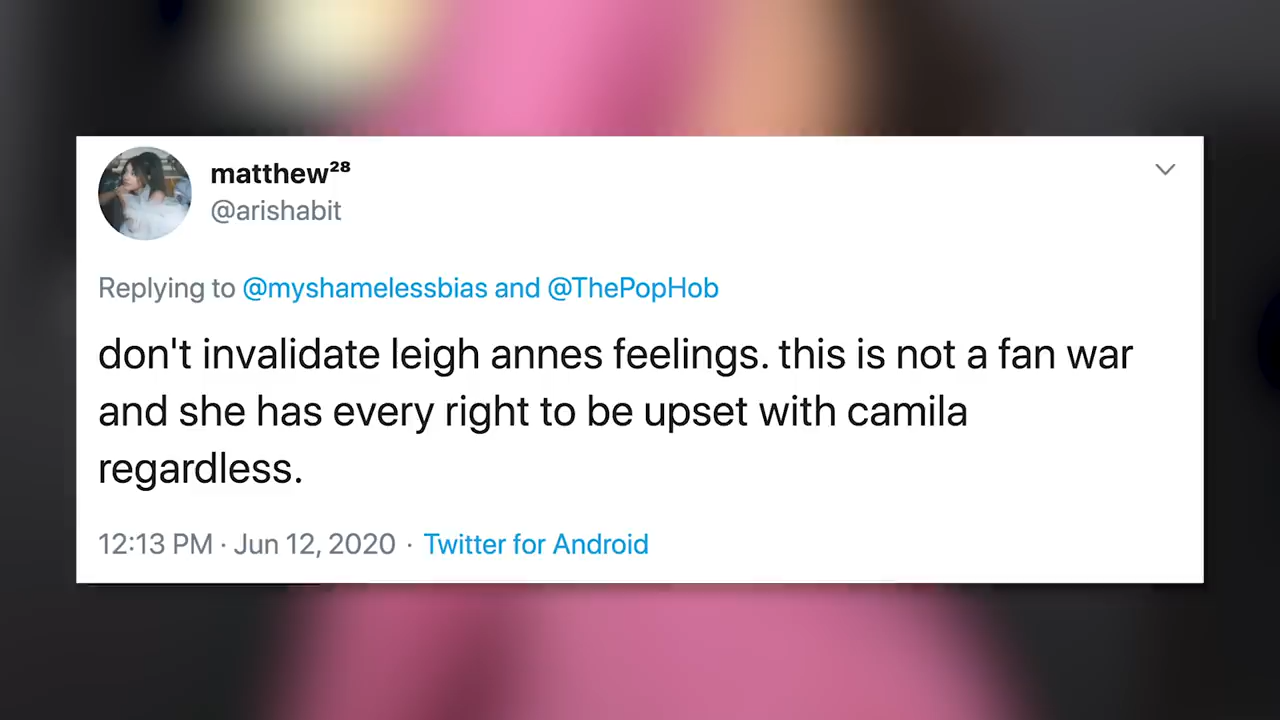 matthew²⁸
@arishabit
Replying to @myshamelessbias and @ThePopHob
don't invalidate leigh annes feelings. this is not a fan war
and she has every right to be upset with camila
regardless.
12:13 PM · Jun 12, 2020 · Twitter for Android